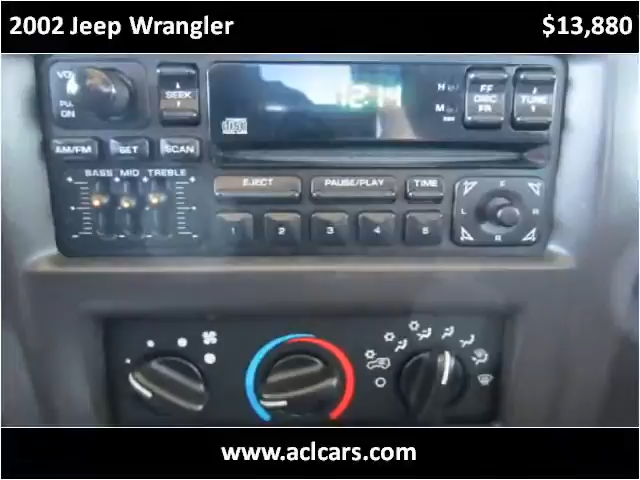 2002 Jeep Wrangler $13,880
VOL
PU.
ON
SEEK
H
M
FF
DISC
FR
TUNE
AM/FM SET SCAN
BASS MID TREBLE
EJECT PAUSE/PLAY TIME
1 2 3 4 5
F
L R
R
www.aclcars.com